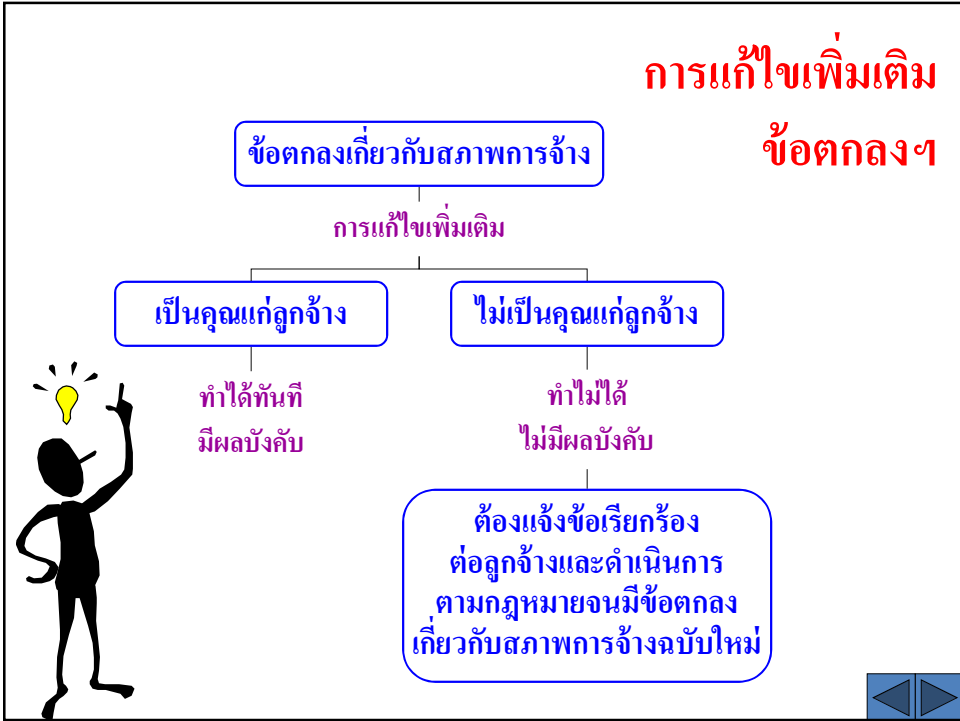 การแก้ไขเพิ่มเติม
ข้อตกลงฯ
ข้อตกลงเกี่ยวกับสภาพการจ้าง
การแก้ไขเพิ่มเติม
เป็นคุณแก่ลูกจ้าง
ไม่เป็นคุณแก่ลูกจ้าง
ทำได้ทันที
มีผลบังคับ
ทำไม่ได้
ไม่มีผลบังคับ
ต้องแจ้งข้อเรียกร้อง
ต่อลูกจ้างและดำเนินการ
ตามกฎหมายจนมีข้อตกลง
เกี่ยวกับสภาพการจ้างฉบับใหม่